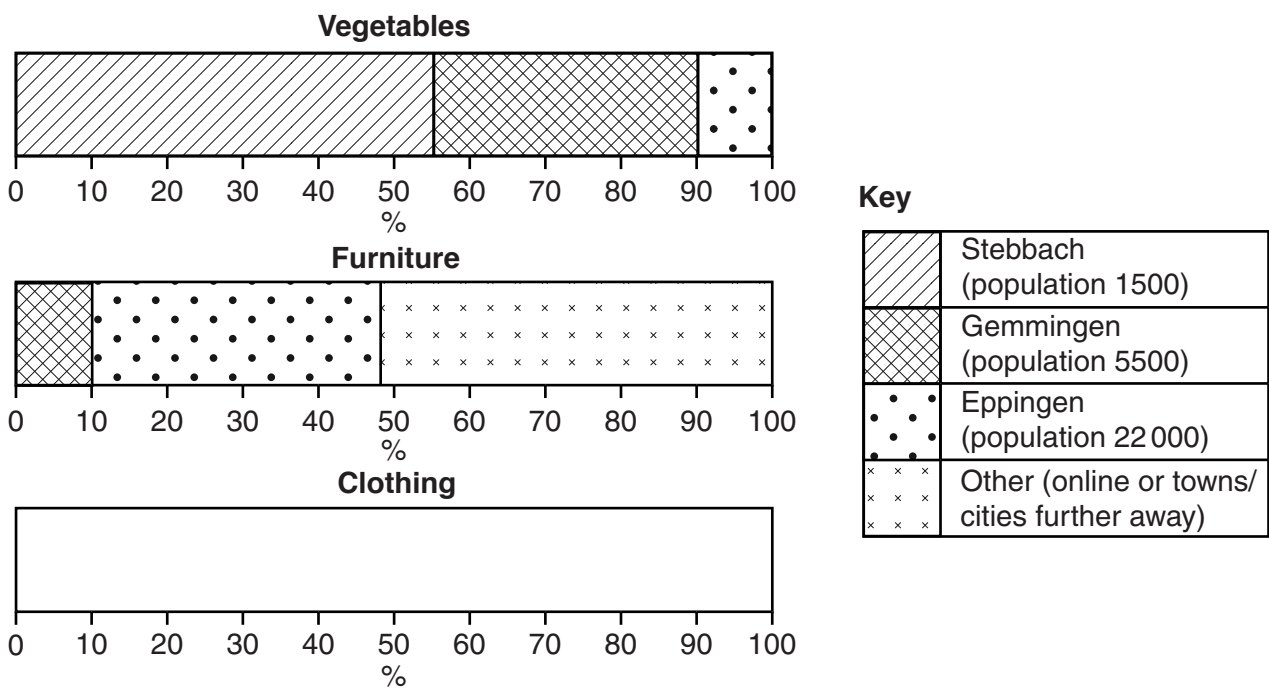 Vegetables
0 10 20 30 40 50 60 70 80 90 100
%
Furniture
0 10 20 30 40 50 60 70 80 90 100
%
Clothing
0 10 20 30 40 50 60 70 80 90 100
%
Key
Stebbach
(population 1500)
Gemmingen
(population 5500)
Eppingen
(population 22 000)
Other (online or towns/
cities further away)